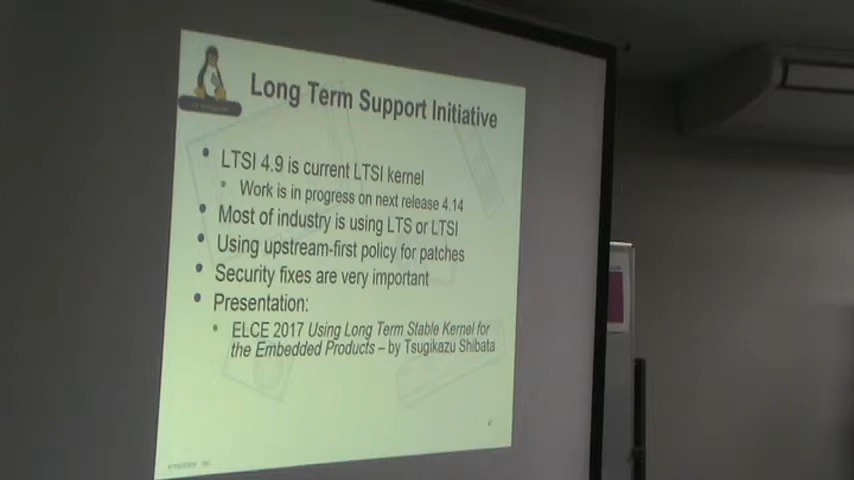 Long Term Support Initiative
LTSI 4.9 is current LTSI kernel
Work is in progress on next release 4.14
Most of industry is using LTS or LTSI
Using upstream-first policy for patches
Security fixes are very important
Presentation:
ELCE 2017 Using Long Term Stable Kernel for
the Embedded Products – by Tsugikazu Shibata